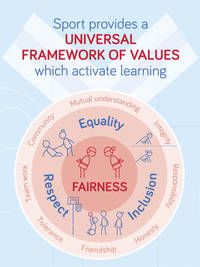 Sport provides a
UNIVERSAL
FRAMEWORK OF VALUES
which activate learning
Mutual understanding
Community
Integrity
Equality
Team work
Responsibility
FAIRNESS
Respect
Inclusion
Tolerance
Honesty
Friendship